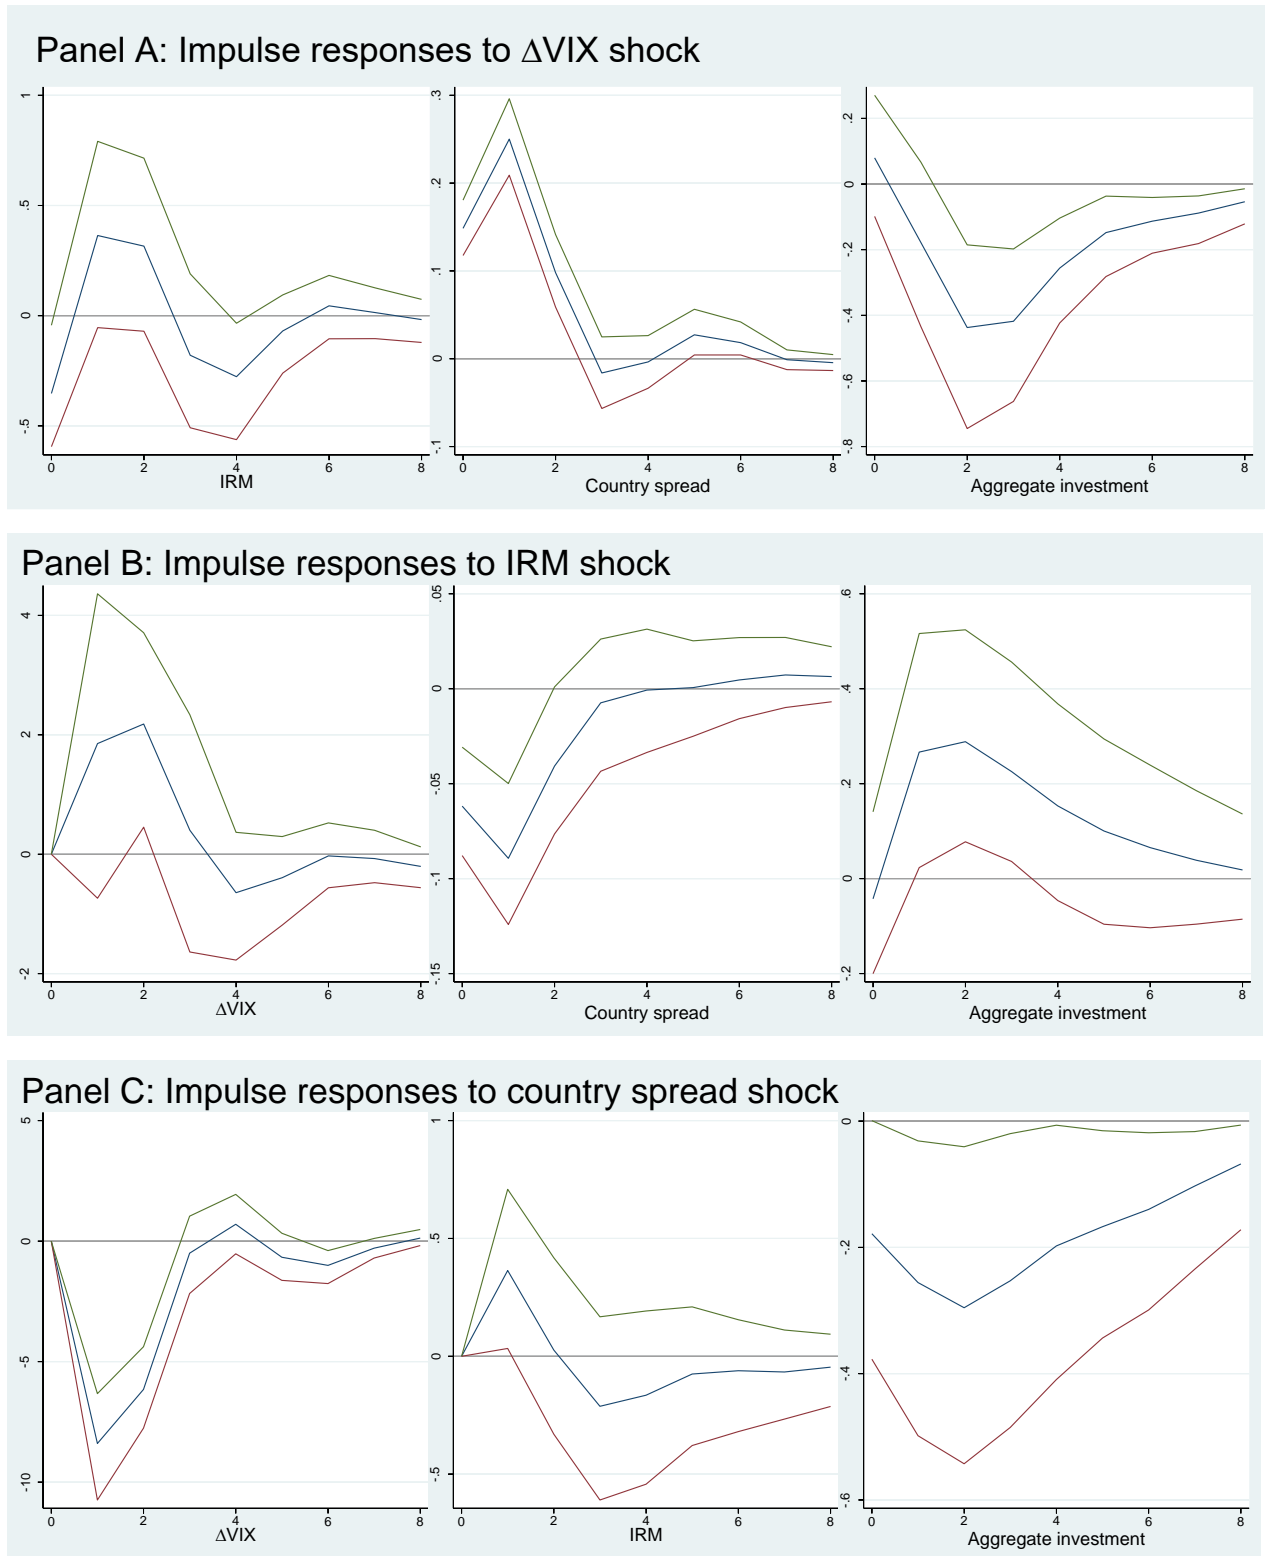 Panel A: Impulse responses to ΔVIX shock
1
.5
0
-.5
0 2 4 6 8
IRM
.3
.2
.1
0
-.1
0 2 4 6 8
Country spread
.2
0
-.2
-.4
-.6
-.8
0 2 4 6 8
Aggregate investment
Panel B: Impulse responses to IRM shock
4
2
0
-2
0 2 4 6 8
ΔVIX
.05
0
-.05
-.1
-.15
0 2 4 6 8
Country spread
.6
.4
.2
0
-.2
0 2 4 6 8
Aggregate investment
Panel C: Impulse responses to country spread shock
5
0
-5
-10
0 2 4 6 8
ΔVIX
1
.5
0
-.5
0 2 4 6 8
IRM
0
-.2
-.4
-.6
0 2 4 6 8
Aggregate investment